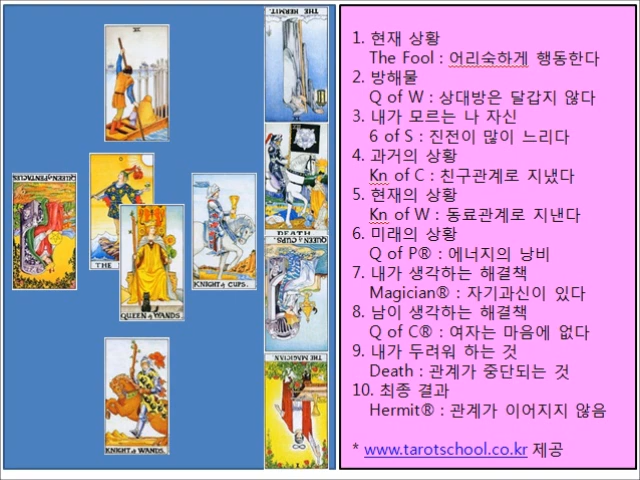 THE HERMIT.
VI
QUEEN of PENTACLES
THE
DEATH
QUEEN of CUPS.
KNIGHT of CUPS.
QUEEN of WANDS.
THE MAGICIAN
KNIGHT of WANDS.
1. 현재 상황
The Fool : 어리숙하게 행동한다
2. 방해물
Q of W : 상대방은 달갑지 않다
3. 내가 모르는 나 자신
6 of S : 진전이 많이 느리다
4. 과거의 상황
Kn of C : 친구관계로 지냈다
5. 현재의 상황
Kn of W : 동료관계로 지낸다
6. 미래의 상황
Q of P® : 에너지의 낭비
7. 내가 생각하는 해결책
Magician® : 자기과신이 있다
8. 남이 생각하는 해결책
Q of C® : 여자는 마음에 없다
9. 내가 두려워 하는 것
Death : 관계가 중단되는 것
10. 최종 결과
Hermit® : 관계가 이어지지 않음
* www.tarotschool.co.kr 제공